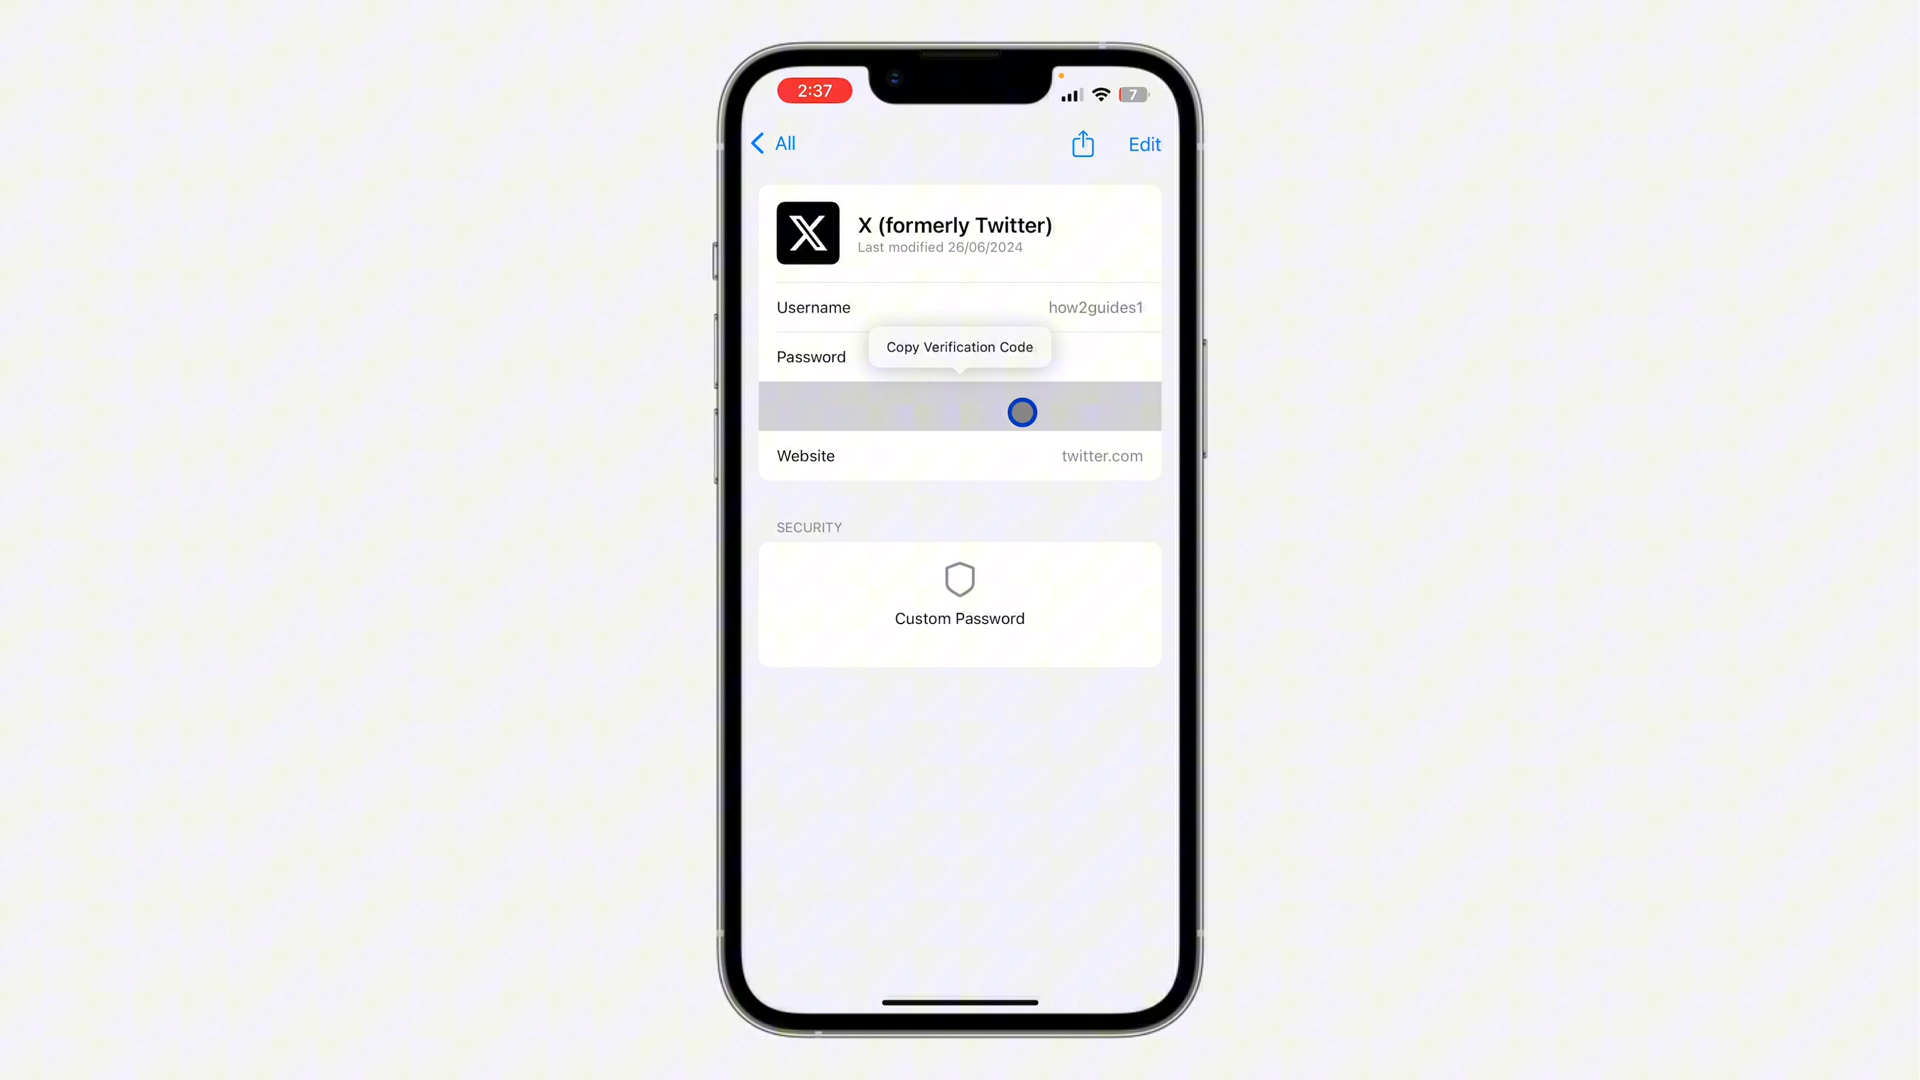 2:37
7
All
Edit
X (formerly Twitter)
Last modified 26/06/2024
Username
how2guides1
Copy Verification Code
Password
Website
twitter.com
SECURITY
Custom Password